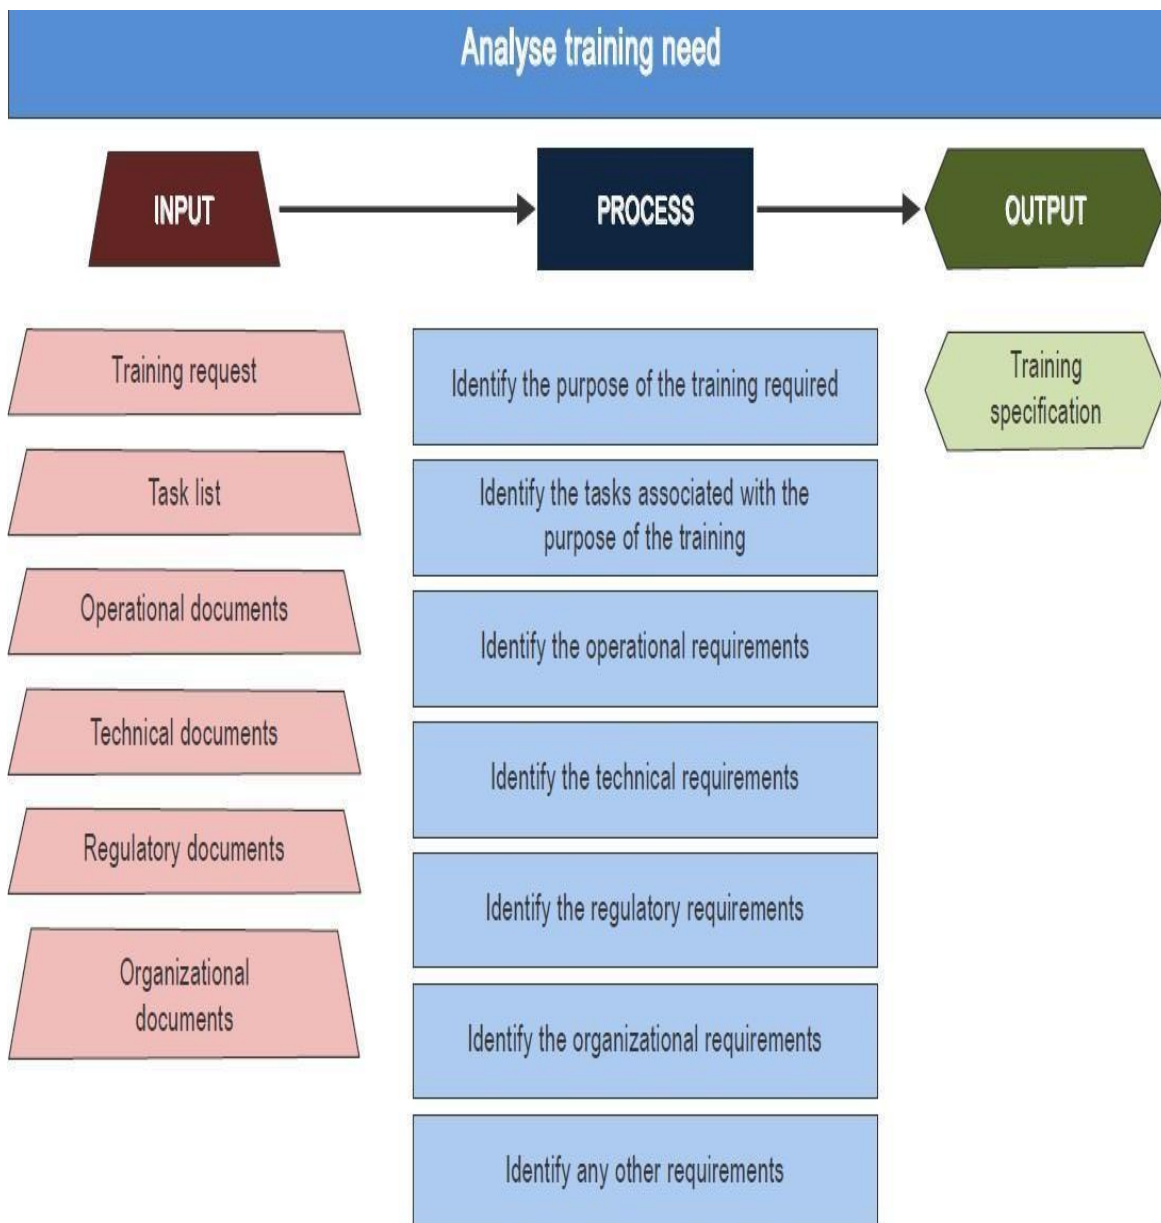 Analyse training need
INPUT
PROCESS
OUTPUT
Training request
Task list
Operational documents
Technical documents
Regulatory documents
Organizational
documents
Identify the purpose of the training required
Identify the tasks associated with the
purpose of the training
Identify the operational requirements
Identify the technical requirements
Identify the regulatory requirements
Identify the organizational requirements
Identify any other requirements
Training
specification